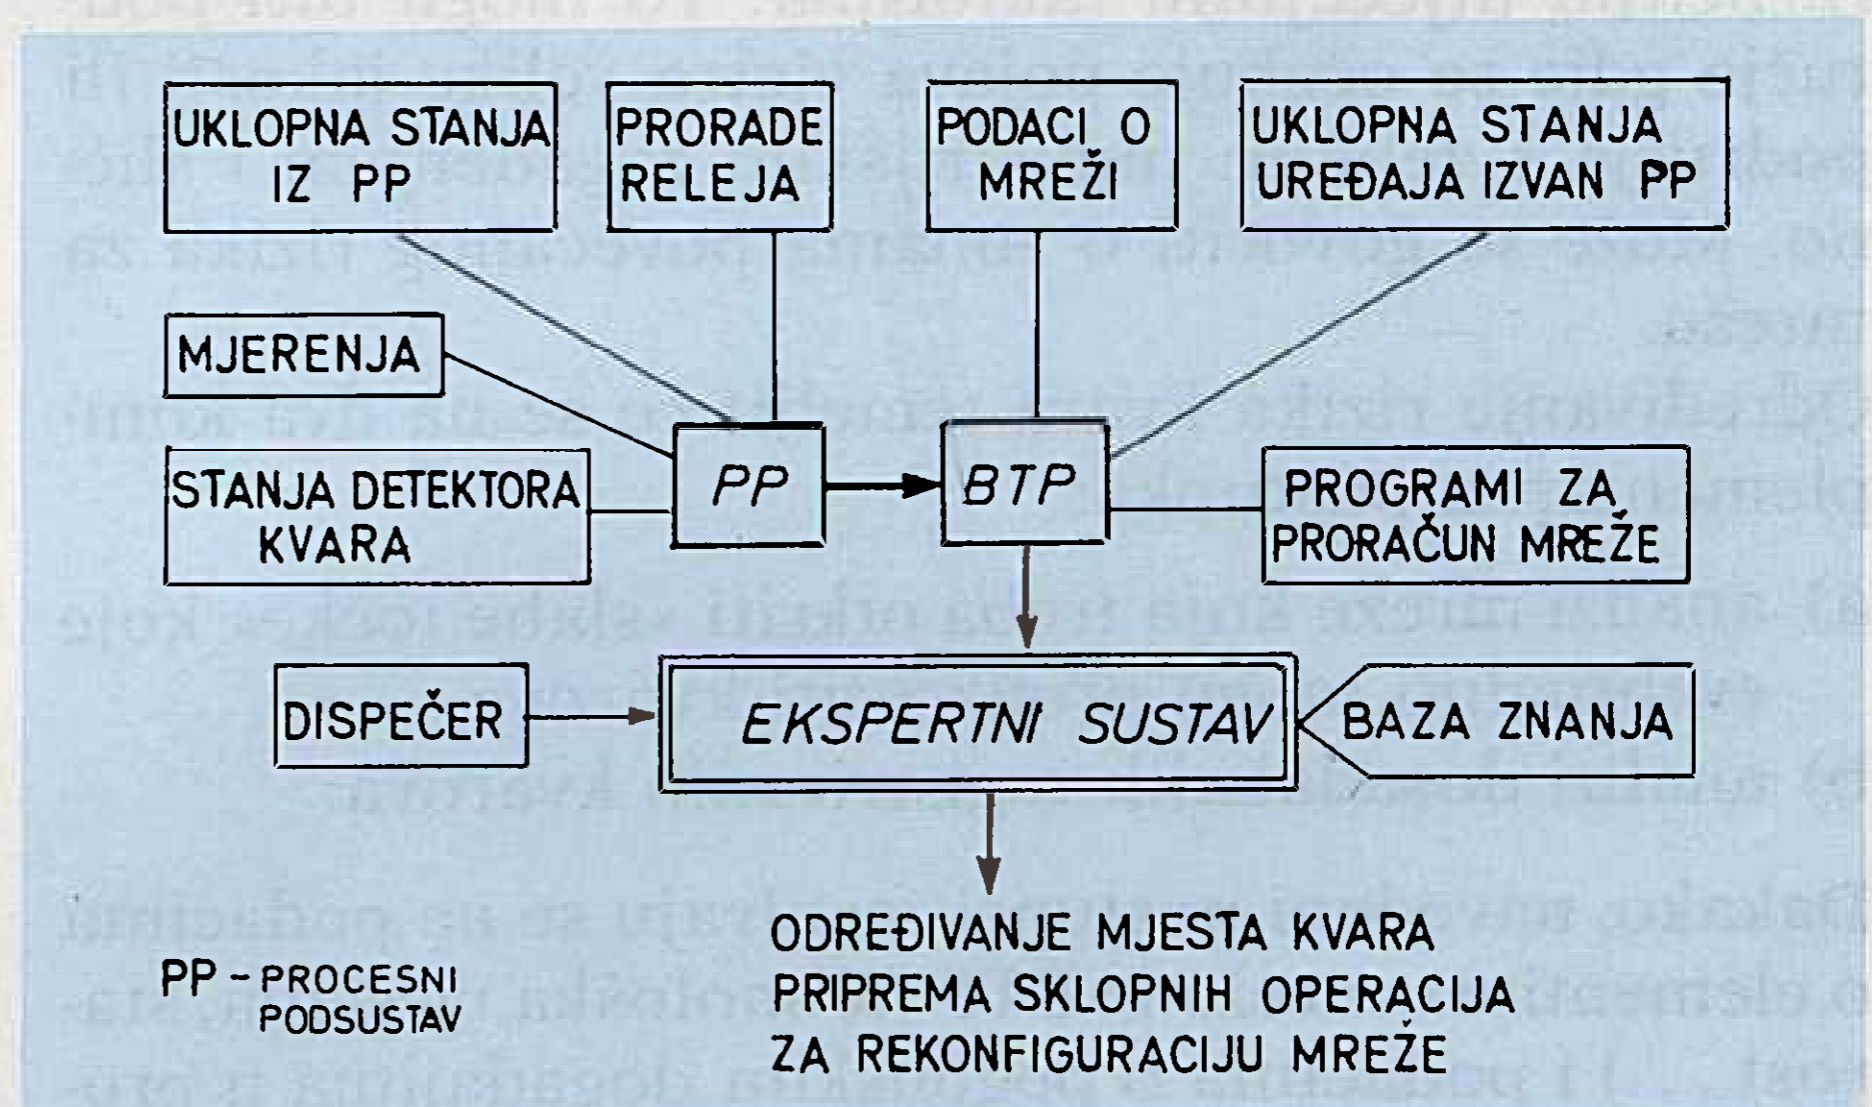 UKLOPNA STANJA
IZ PP
PRORADE
RELEJA
PODACI O
MREŽI
UKLOPNA STANJA
UREĐAJA IZVAN PP
MJERENJA
STANJA DETEKTORA
KVARA
PP
BTP
PROGRAMI ZA
PRORAČUN MREŽE
DISPEČER
EKSPERTNI SUSTAV
BAZA ZNANJA
ODREĐIVANJE MJESTA KVARA
PRIPREMA SKLOPNIH OPERACIJA
ZA REKONFIGURACIJU MREŽE
PP - PROCESNI
PODSUSTAV